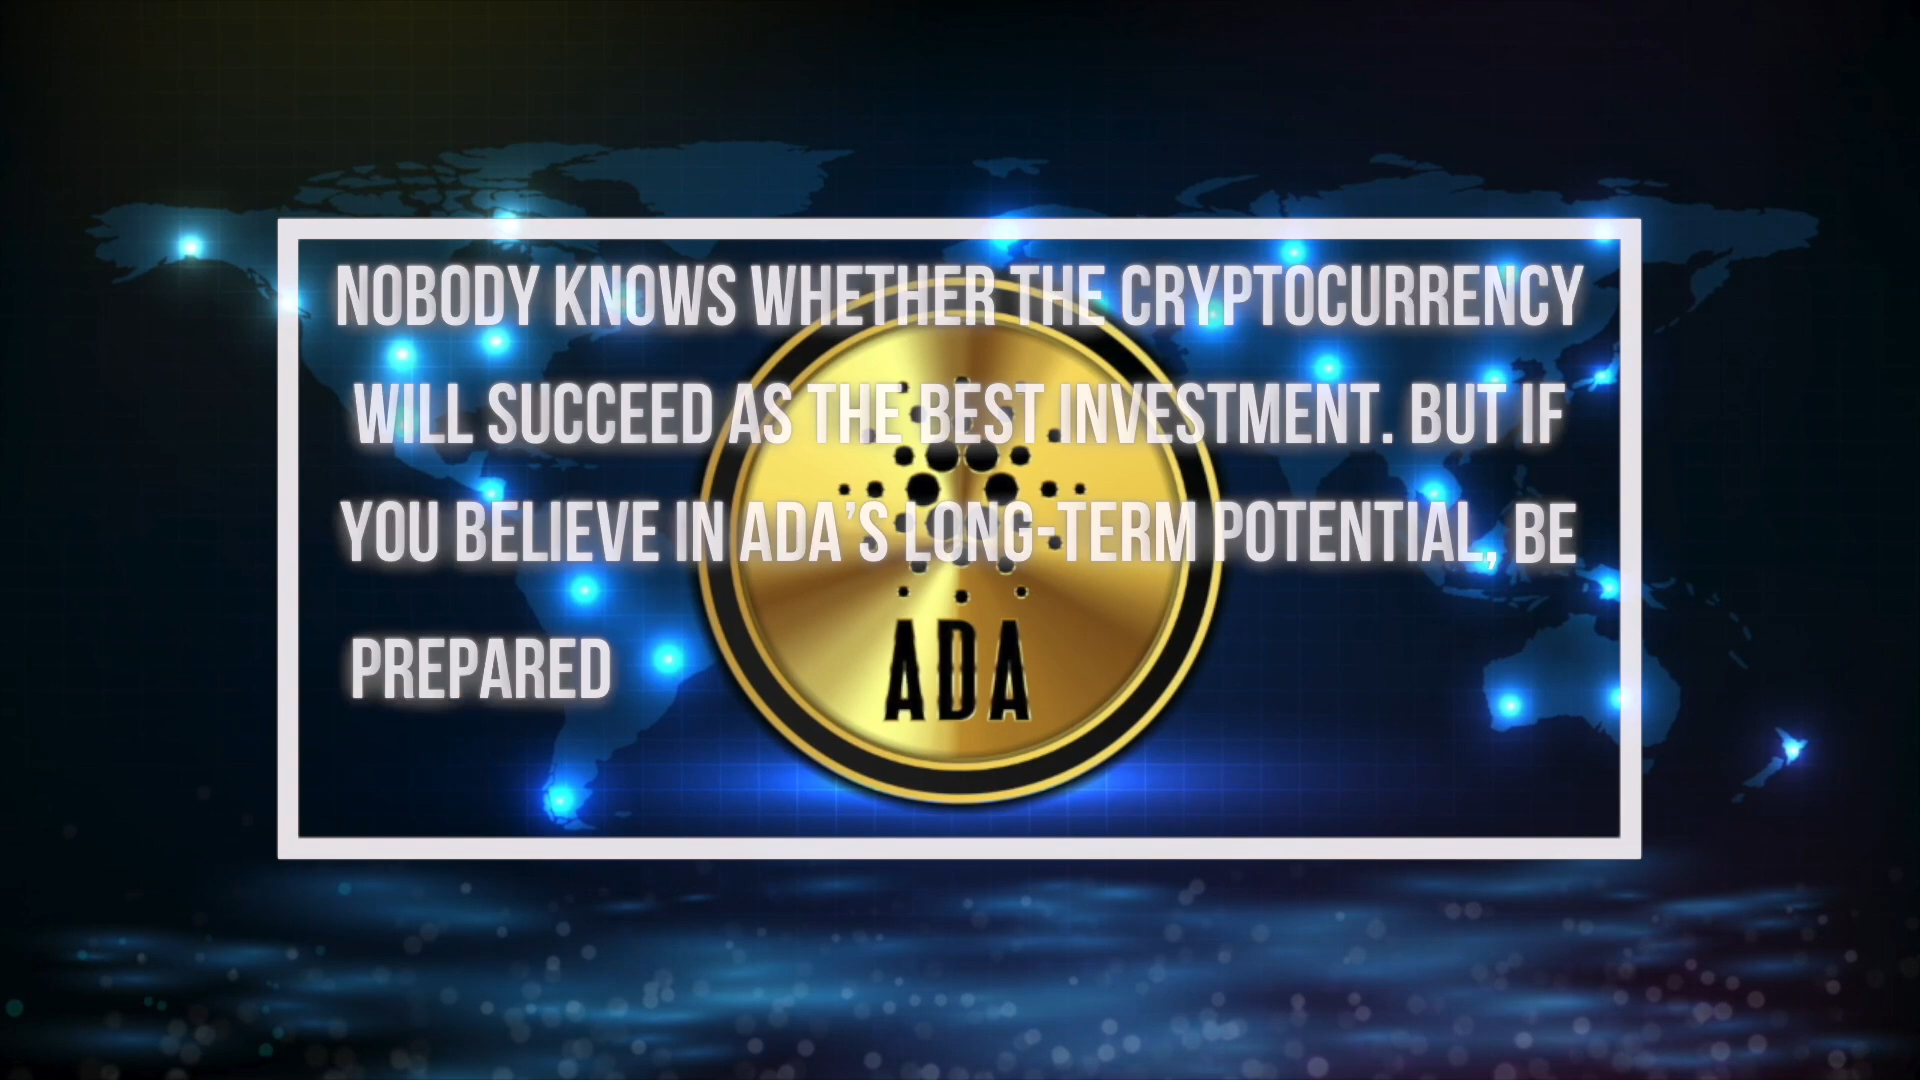 NOBODY KNOWS WHETHER THE CRYPTOCURRENCY
WILL SUCCEED AS THE BEST INVESTMENT. BUT IF
YOU BELIEVE IN ADA'S LONG-TERM POTENTIAL, BE
PREPARED
ADA